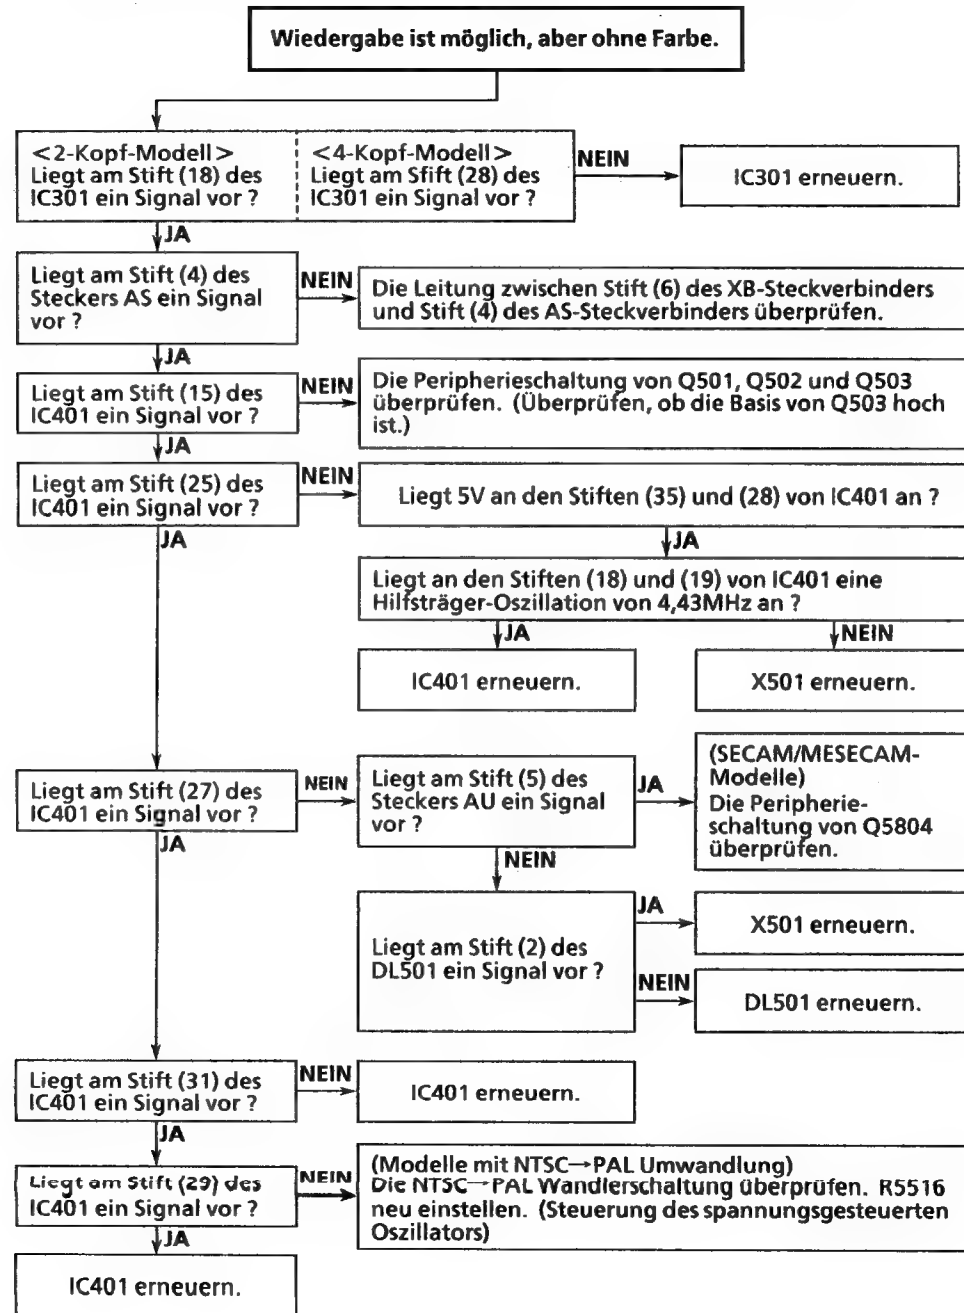 Wiedergabe ist möglich, aber ohne Farbe.
<2-Kopf-Modell>
Liegt am Stift (18) des
IC301 ein Signal vor ?
<4-Kopf-Modell>
Liegt am Sfift (28) des
IC301 ein Signal vor ?
NEIN
IC301 erneuern.
JA
Liegt am Stift (4) des
Steckers AS ein Signal
vor ?
NEIN
Die Leitung zwischen Stift (6) des XB-Steckverbinders
und Stift (4) des AS-Steckverbinders überprüfen.
JA
Liegt am Stift (15) des
IC401 ein Signal vor ?
NEIN
Die Peripherieschaltung von Q501, Q502 und Q503
überprüfen. (Überprüfen, ob die Basis von Q503 hoch
ist.)
JA
Liegt am Stift (25) des
IC401 ein Signal vor ?
NEIN
Liegt 5V an den Stiften (35) und (28) von IC401 an ?
JA
JA
Liegt an den Stiften (18) und (19) von IC401 eine
Hilfsträger-Oszillation von 4,43MHz an ?
JA
NEIN
IC401 erneuern.
X501 erneuern.
Liegt am Stift (27) des
IC401 ein Signal vor ?
NEIN
Liegt am Stift (5) des
Steckers AU ein Signal
vor ?
JA
(SECAM/MESECAM-
Modelle)
Die Peripherie-
schaltung von Q5804
überprüfen.
JA
NEIN
Liegt am Stift (2) des
DL501 ein Signal vor ?
JA
X501 erneuern.
NEIN
DL501 erneuern.
Liegt am Stift (31) des
IC401 ein Signal vor ?
NEIN
IC401 erneuern.
JA
Liegt am Stift (29) des
IC401 ein Signal vor ?
NEIN
(Modelle mit NTSC→PAL Umwandlung)
Die NTSC→PAL Wandlerschaltung überprüfen. R5516
neu einstellen. (Steuerung des spannungsgesteuerten
Oszillators)
JA
IC401 erneuern.